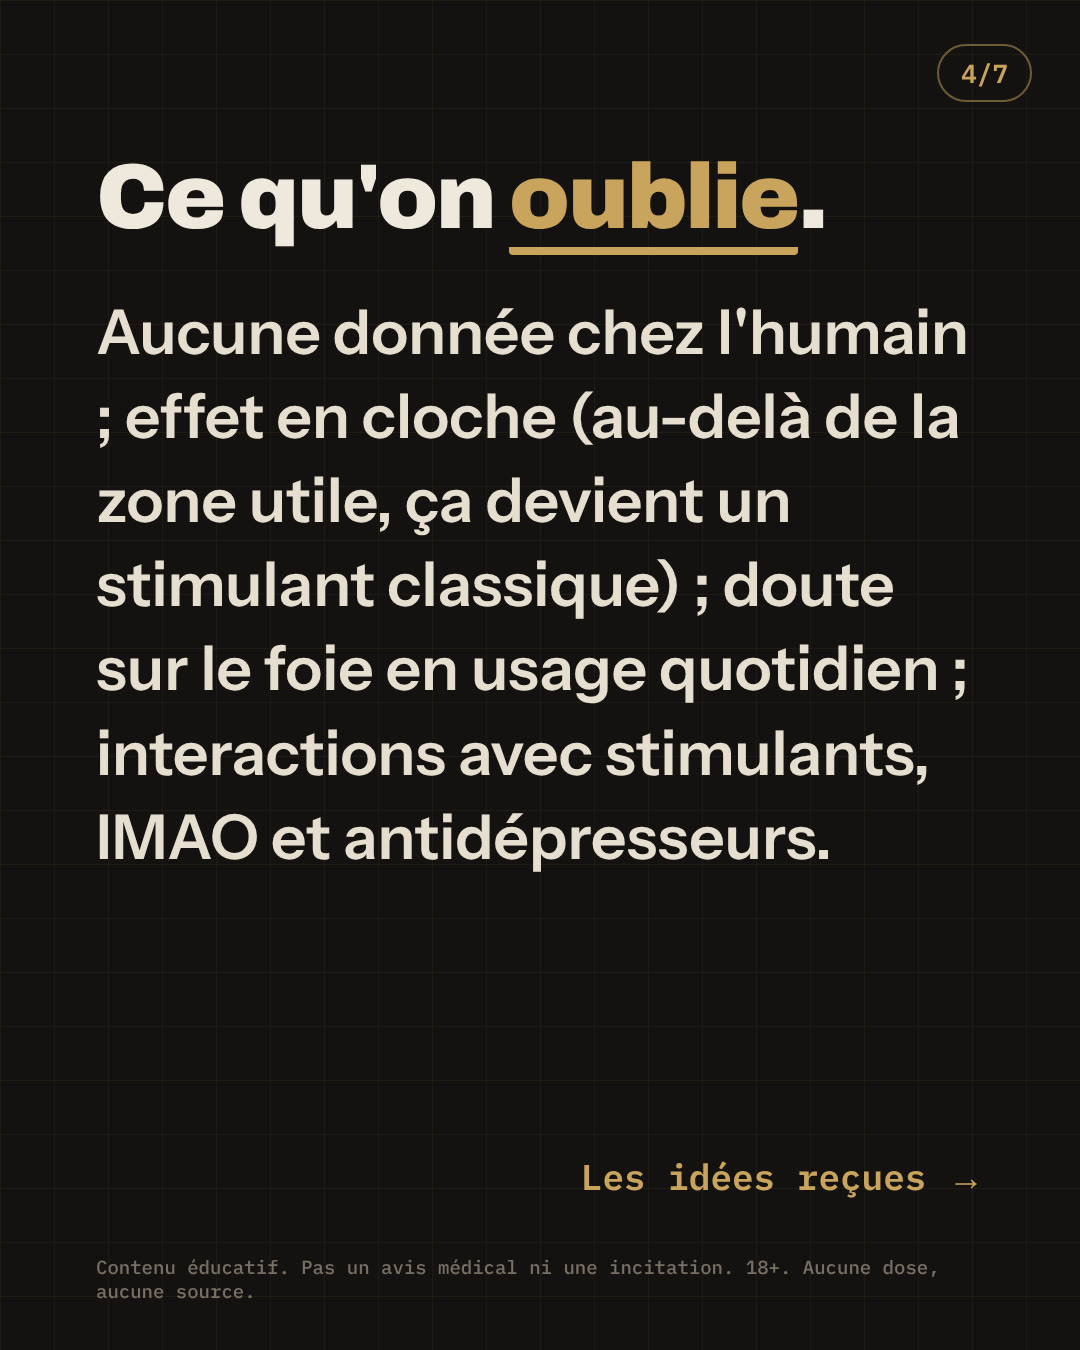 4/7
Ce qu'on oublie.
Aucune donnée chez l'humain
; effet en cloche (au-delà de la
zone utile, ça devient un
stimulant classique) ; doute
sur le foie en usage quotidien ;
interactions avec stimulants,
IMAO et antidépresseurs.
Les idées reçues →
Contenu éducatif. Pas un avis médical ni une incitation. 18+. Aucune dose,
aucune source.